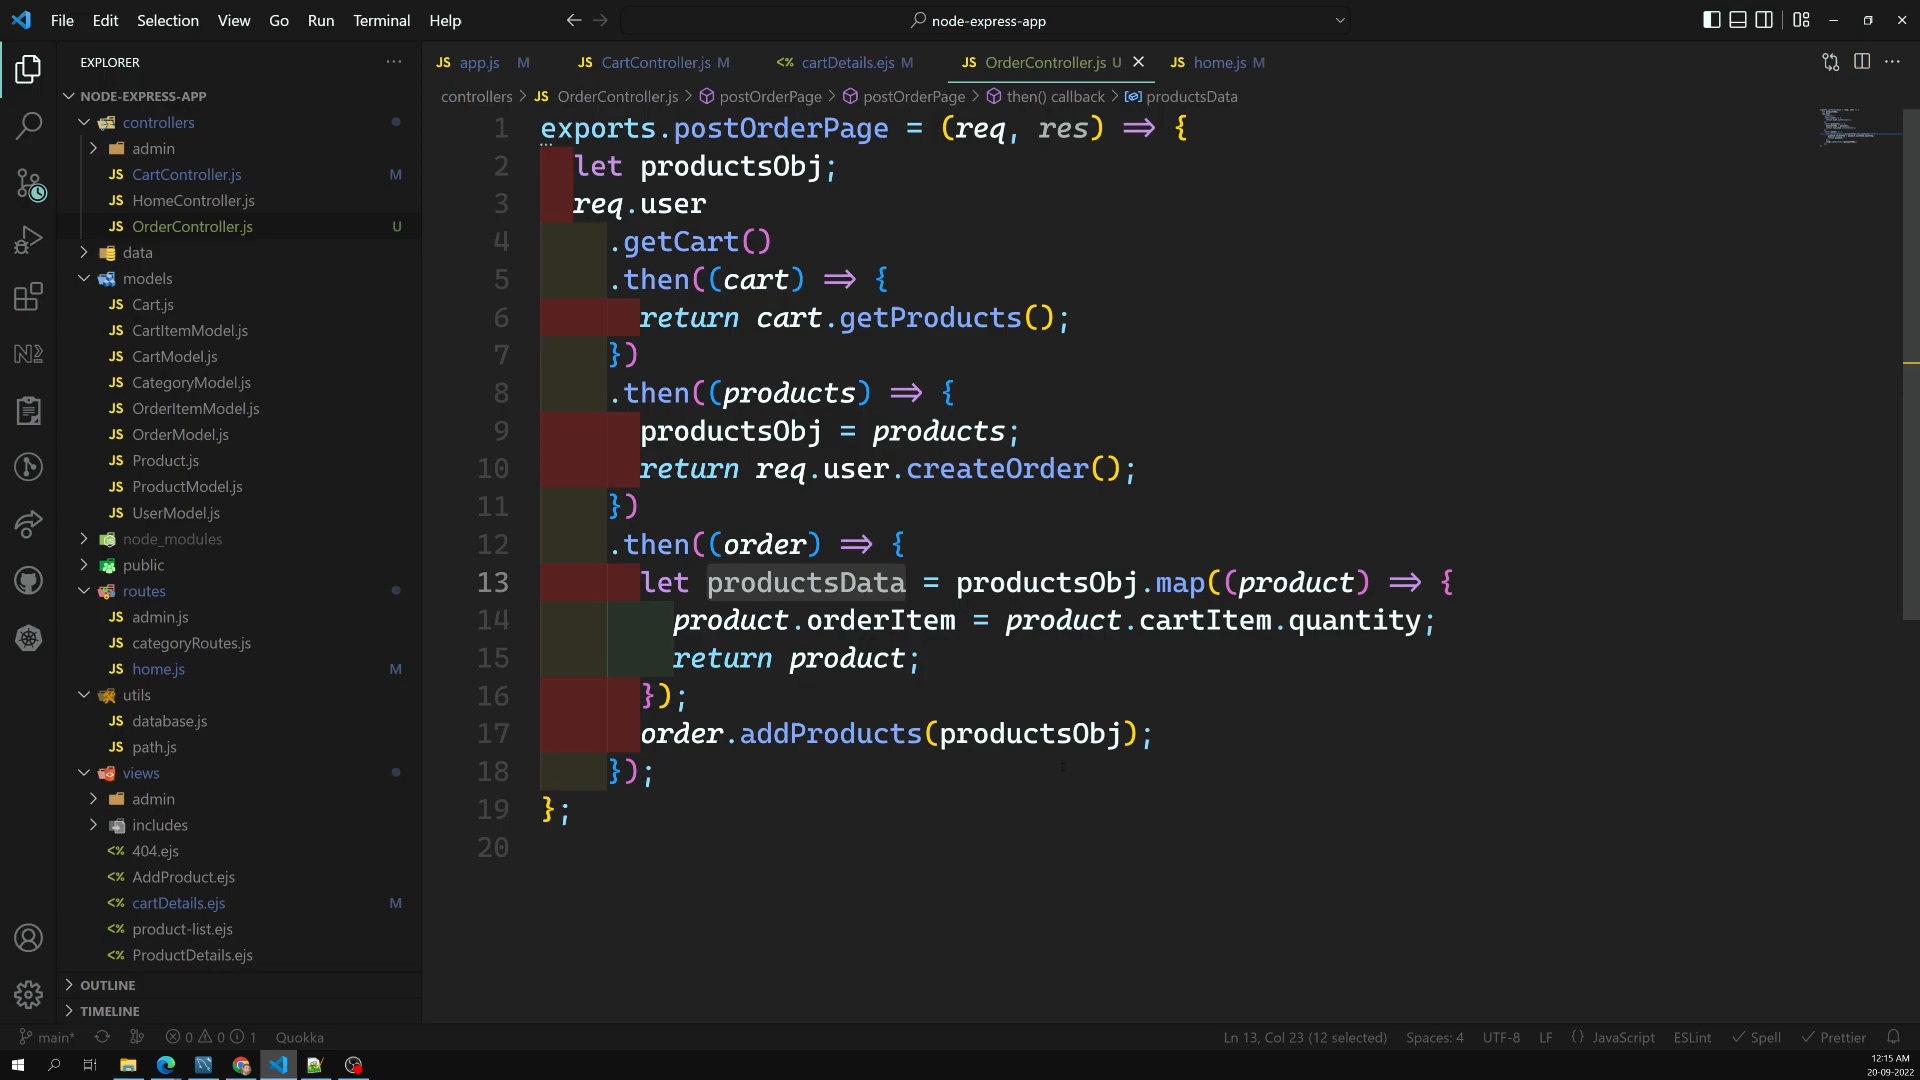 File Edit Selection View Go Run Terminal Help
node-express-app
EXPLORER
NODE-EXPRESS-APP
controllers
admin
JS CartController.js M
JS HomeController.js
JS OrderController.js U
data
models
JS Cart.js
JS CartItemModel.js
JS CartModel.js
JS CategoryModel.js
JS OrderItemModel.js
JS OrderModel.js
JS Product.js
JS ProductModel.js
JS UserModel.js
node_modules
public
routes
JS admin.js
JS categoryRoutes.js
JS home.js M
utils
JS database.js
JS path.js
views
admin
includes
<%> 404.ejs
<%> AddProduct.ejs
<%> cartDetails.ejs M
<%> product-list.ejs
<%> ProductDetails.ejs
OUTLINE
TIMELINE
JS app.js M JS CartController.js M <%> cartDetails.ejs M JS OrderController.js U JS home.js M
controllers > JS OrderController.js > postOrderPage > postOrderPage > then() callback > productsData
1 exports.postOrderPage = (req, res) => {
2 let productsObj;
3 req.user
4 .getCart()
5 .then((cart) => {
6 return cart.getProducts();
7 })
8 .then((products) => {
9 productsObj = products;
10 return req.user.createOrder();
11 })
12 .then((order) => {
13 let productsData = productsObj.map((product) => {
14 product.orderItem = product.cartItem.quantity;
15 return product;
16 });
17 order.addProducts(productsObj);
18 });
19 };
20
main* 0 0 1 Quokka Ln 13, Col 23 (12 selected) Spaces: 4 UTF-8 LF {} JavaScript ESLint Spell Prettier
12:15 AM
20-09-2022